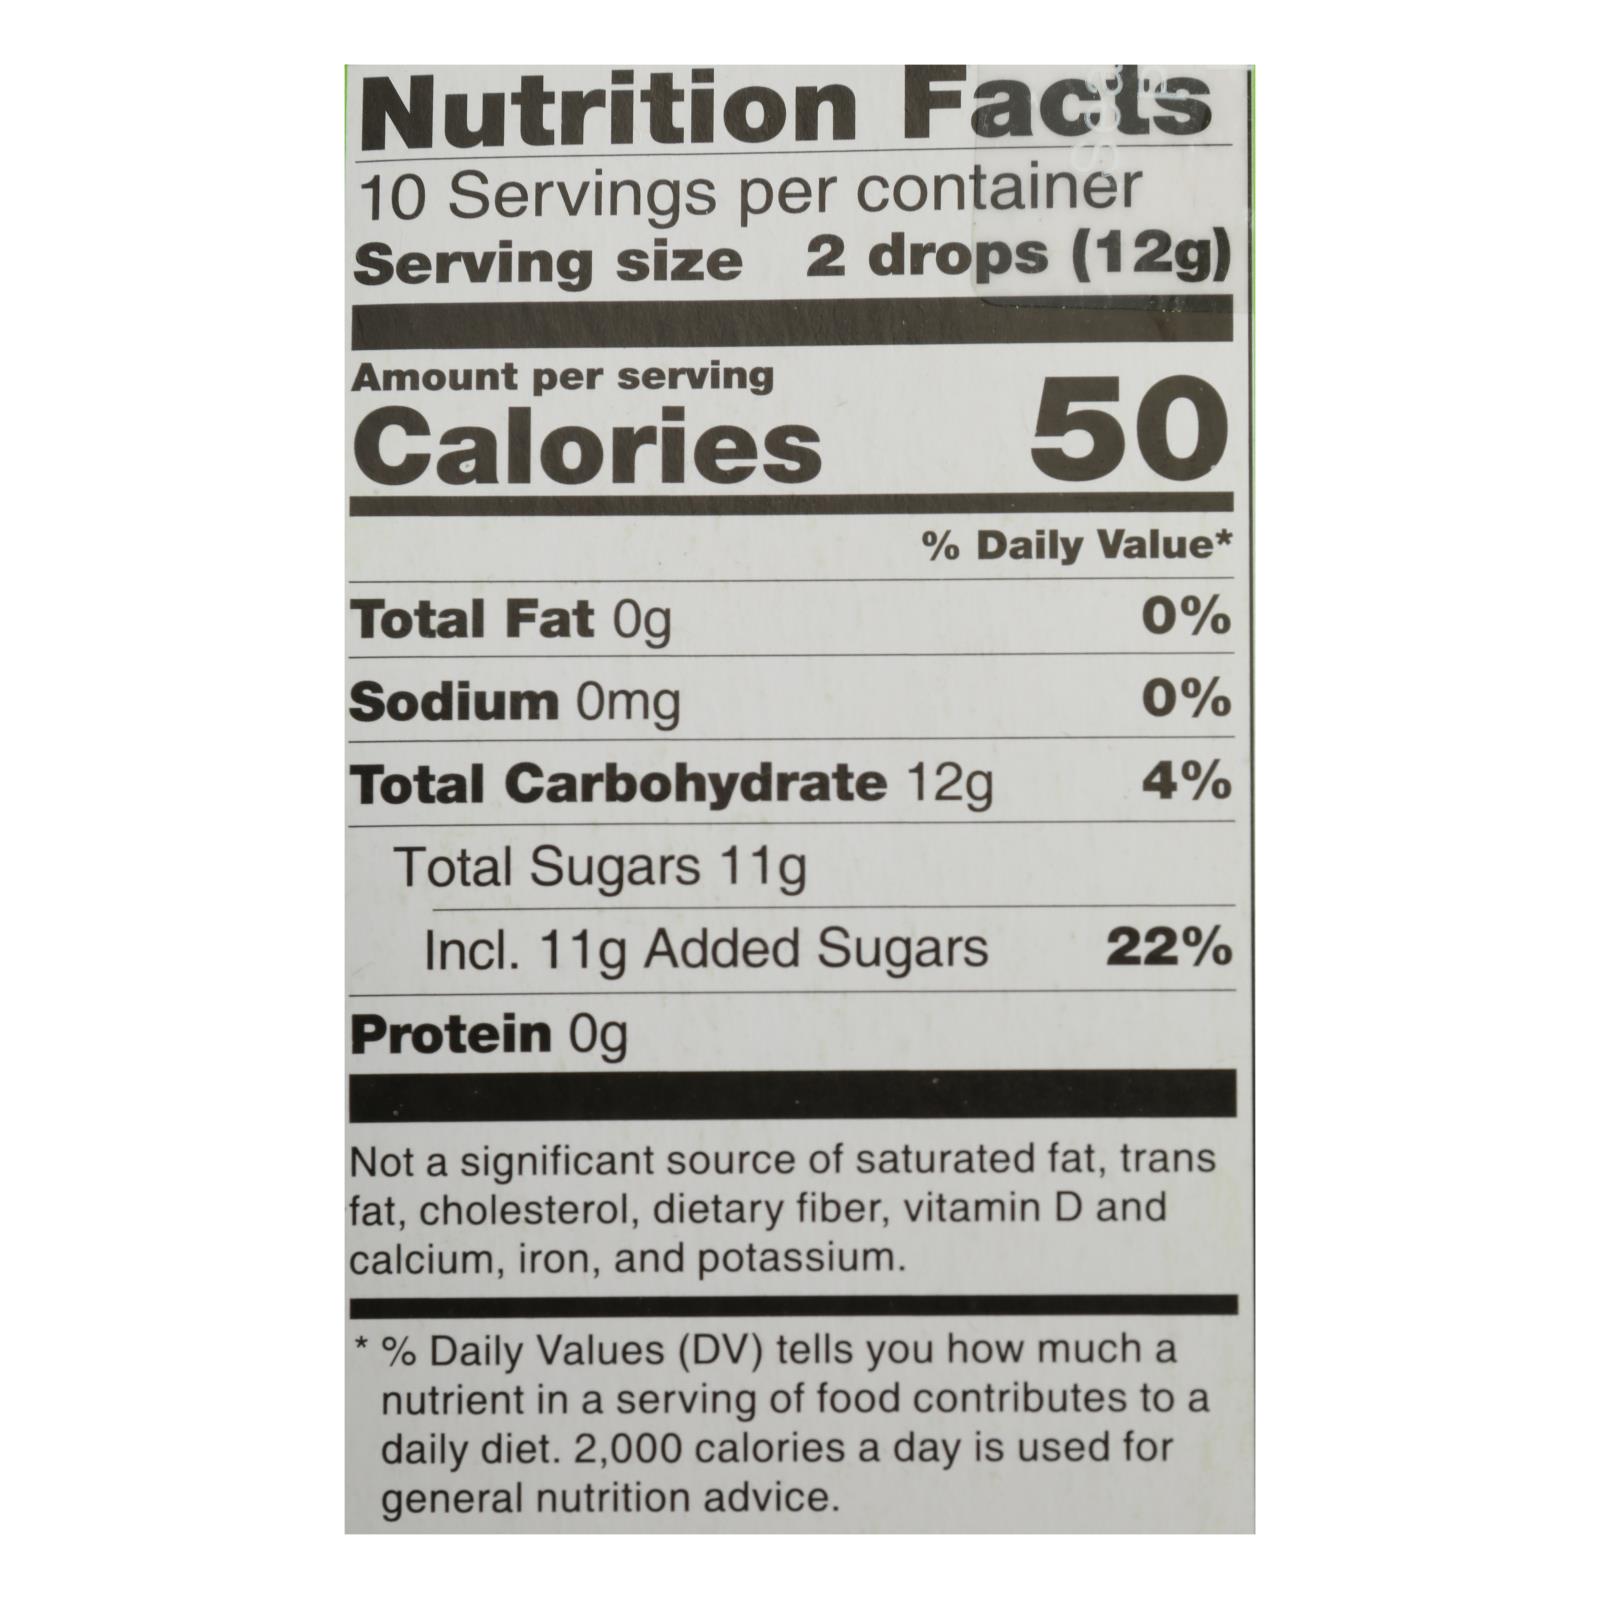 Nutrition Facts
10 Servings per container
Serving size 2 drops (12g)
Amount per serving
Calories 50
% Daily Value*
Total Fat 0g 0%
Sodium 0mg 0%
Total Carbohydrate 12g 4%
Total Sugars 11g
Incl. 11g Added Sugars 22%
Protein 0g
Not a significant source of saturated fat, trans
fat, cholesterol, dietary fiber, vitamin D and
calcium, iron, and potassium.
* % Daily Values (DV) tells you how much a
nutrient in a serving of food contributes to a
daily diet. 2,000 calories a day is used for
general nutrition advice.